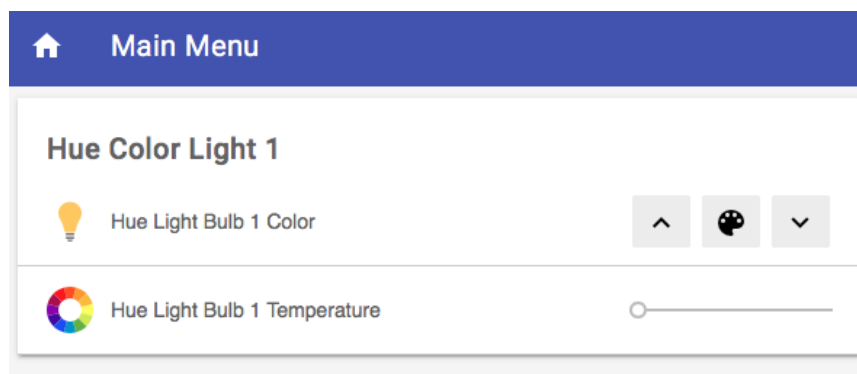 Main Menu
Hue Color Light 1
Hue Light Bulb 1 Color
Hue Light Bulb 1 Temperature